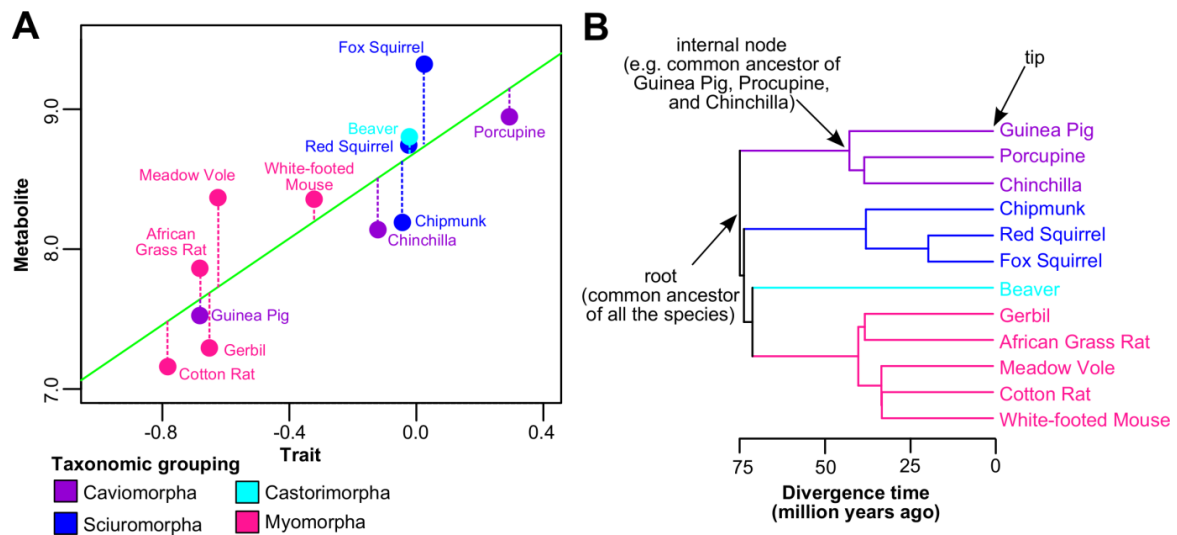 A
Fox Squirrel
Beaver
Red Squirrel
Porcupine
Meadow Vole
White-footed
Mouse
African
Grass Rat
Chipmunk
Chinchilla
Guinea Pig
Gerbil
Cotton Rat
Metabolite
9.0
8.0
7.0
-0.8
-0.4
0.0
0.4
Trait
Taxonomic grouping
Caviomorpha
Castorimorpha
Sciuromorpha
Myomorpha
B
internal node
(e.g. common ancestor of
Guinea Pig, Procupine,
and Chinchilla)
tip
root
(common ancestor
of all the species)
Guinea Pig
Porcupine
Chinchilla
Chipmunk
Red Squirrel
Fox Squirrel
Beaver
Gerbil
African Grass Rat
Meadow Vole
Cotton Rat
White-footed Mouse
75
50
25
0
Divergence time
(million years ago)